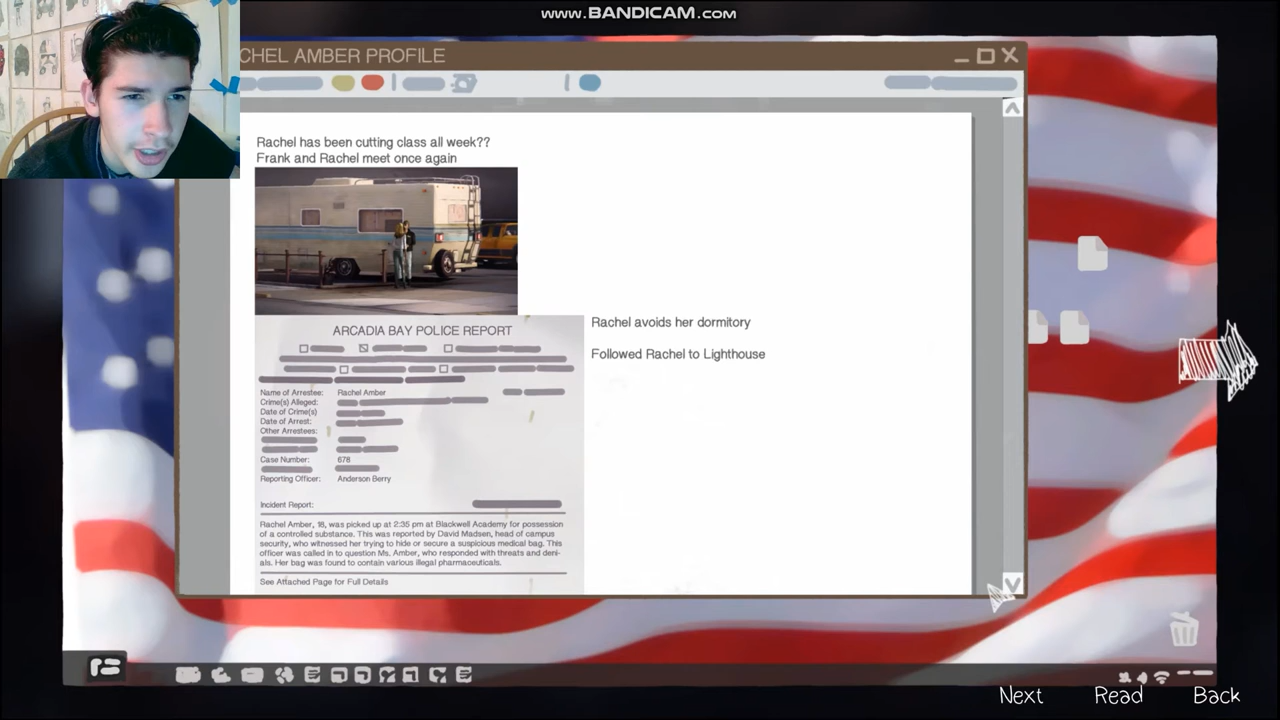 www.BANDICAM.com
CHEL AMBER PROFILE
Rachel has been cutting class all week??
Frank and Rachel meet once again
Rachel avoids her dormitory
Followed Rachel to Lighthouse
ARCADIA BAY POLICE REPORT
Name of Arrestee: Rachel Amber
Crime(s) Alleged:
Date of Crime(s)
Date of Arrest:
Other Arrestees:
Case Number: 678
Reporting Officer: Anderson Berry
Incident Report:
Rachel Amber, 18, was picked up at 2:35 pm at Blackwell Academy for possession
of a controlled substance. This was reported by David Madsen, head of campus
security, who witnessed her trying to hide or secure a suspicious medical bag. This
officer was called in to question Ms. Amber, who responded with threats and deni-
als. Her bag was found to contain various illegal pharmaceuticals.
See Attached Page for Full Details
Next Read Back